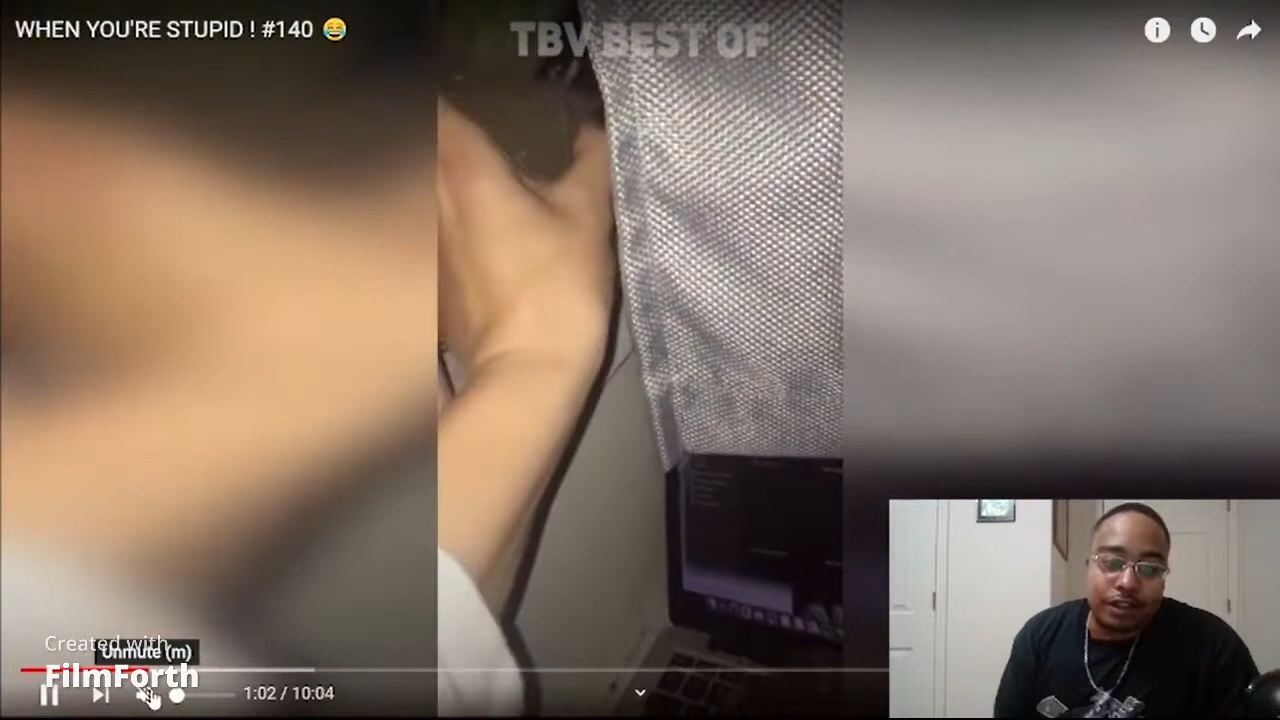 WHEN YOU'RE STUPID ! #140 😂
TBV BEST OF
Created with
Unmute (m)
FilmForth
1:02 / 10:04